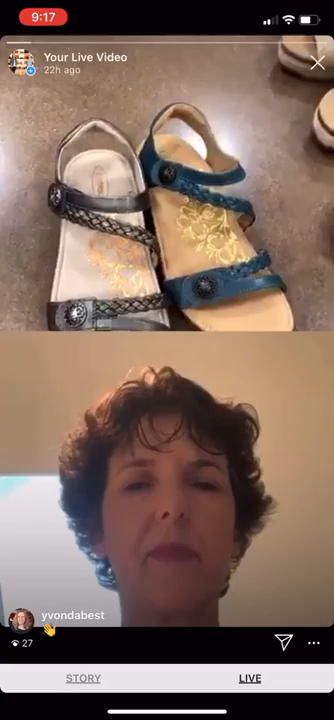 9:17
Your Live Video
22h ago
yvondabest
👋
27
STORY
LIVE